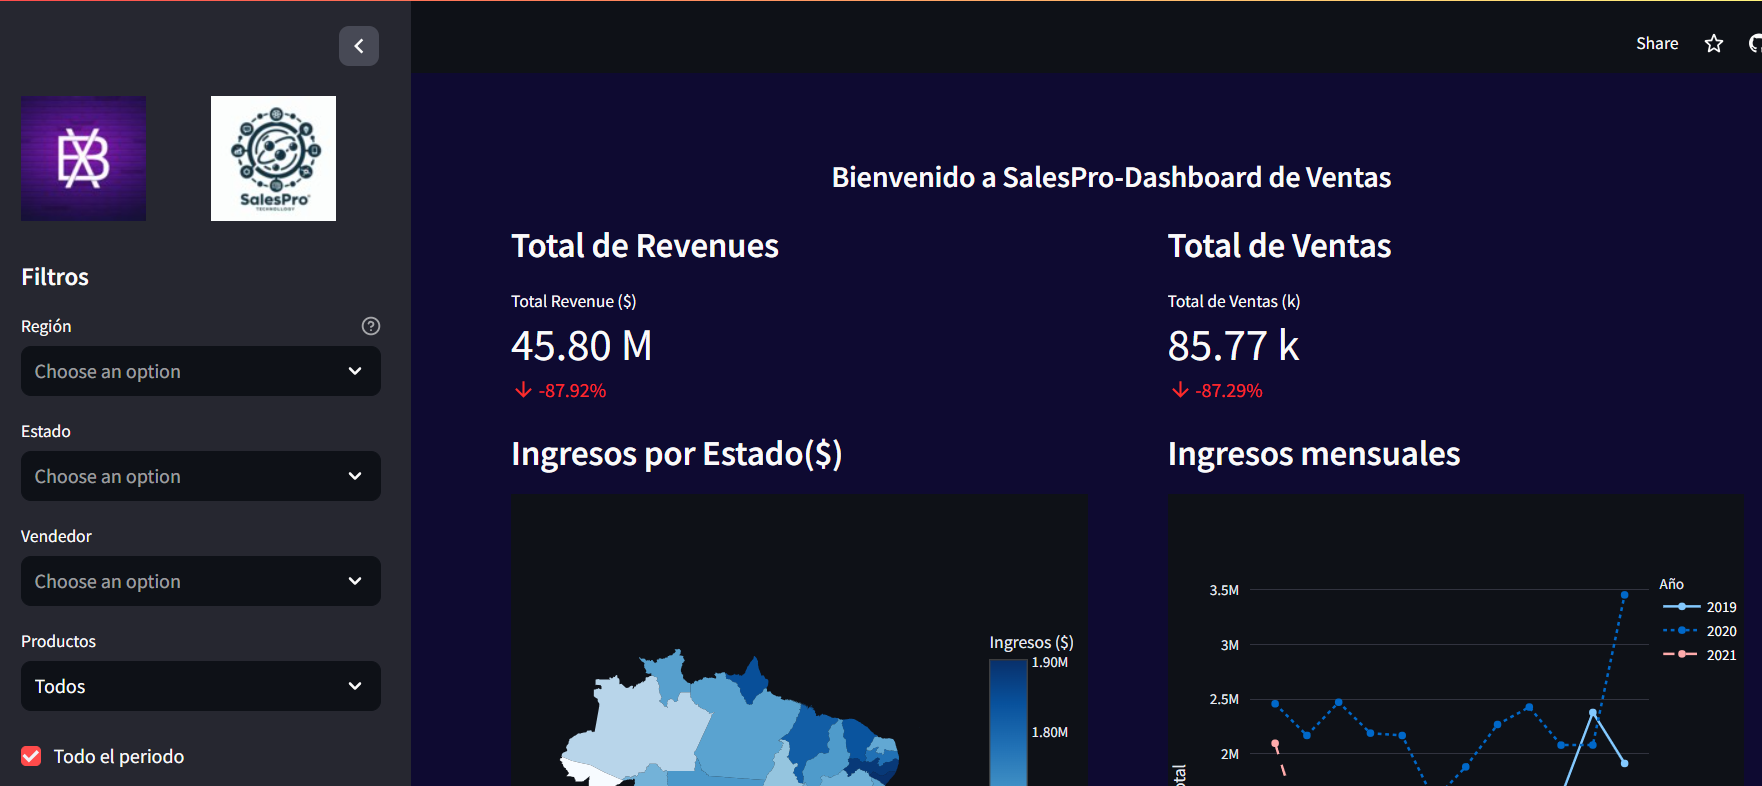 Share
SalesPro
TECHNOLLOGY
Filtros
Región
Choose an option
Estado
Choose an option
Vendedor
Choose an option
Productos
Todos
Todo el periodo
Bienvenido a SalesPro-Dashboard de Ventas
Total de Revenues
Total Revenue ($)
45.80 M
-87.92%
Total de Ventas
Total de Ventas (k)
85.77 k
-87.29%
Ingresos por Estado($)
Ingresos ($)
1.90M
1.80M
Ingresos mensuales
3.5M
3M
2.5M
2M
Año
2019
2020
2021